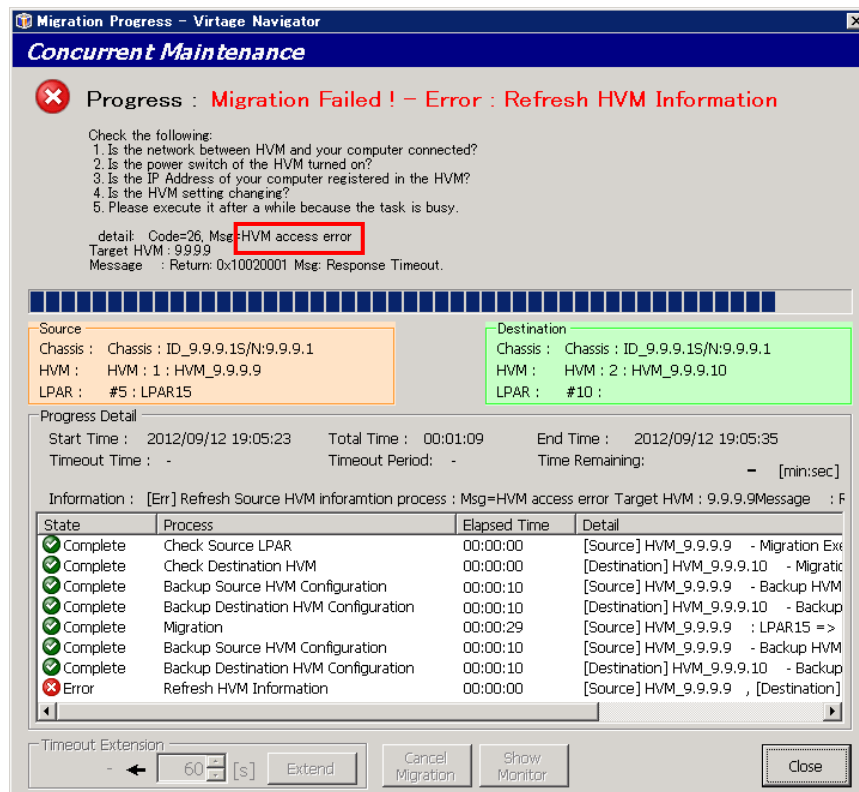 Migration Progress - Virtage Navigator
Concurrent Maintenance
Progress : Migration Failed ! - Error : Refresh HVM Information
Check the following:
1. Is the network between HVM and your computer connected?
2. Is the power switch of the HVM turned on?
3. Is the IP Address of your computer registered in the HVM?
4. Is the HVM setting changing?
5. Please execute it after a while because the task is busy.
detail: Code=26, Msg=HVM access error
Target HVM : 9.9.9.9
Message : Return: 0x10020001 Msg: Response Timeout.
Source
Chassis : Chassis : ID_9.9.9.1S/N:9.9.9.1
HVM : HVM : 1 : HVM_9.9.9.9
LPAR : #5 : LPAR15
Destination
Chassis : Chassis : ID_9.9.9.1S/N:9.9.9.1
HVM : HVM : 2 : HVM_9.9.9.10
LPAR : #10 :
Progress Detail
Start Time : 2012/09/12 19:05:23 Total Time : 00:01:09 End Time : 2012/09/12 19:05:35
Timeout Time : - Timeout Period: - Time Remaining: - [min:sec]
Information : [Err] Refresh Source HVM inforamtion process : Msg=HVM access error Target HVM : 9.9.9.9Message : F
State Process Elapsed Time Detail
Complete Check Source LPAR 00:00:00 [Source] HVM_9.9.9.9 - Migration Exe
Complete Check Destination HVM 00:00:00 [Destination] HVM_9.9.9.10 - Migratic
Complete Backup Source HVM Configuration 00:00:10 [Source] HVM_9.9.9.9 - Backup HVM
Complete Backup Destination HVM Configuration 00:00:10 [Destination] HVM_9.9.9.10 - Backup
Complete Migration 00:00:29 [Source] HVM_9.9.9.9 : LPAR15 =>
Complete Backup Source HVM Configuration 00:00:10 [Source] HVM_9.9.9.9 - Backup HVM
Complete Backup Destination HVM Configuration 00:00:10 [Destination] HVM_9.9.9.10 - Backup
Error Refresh HVM Information 00:00:00 [Source] HVM_9.9.9.9 , [Destination]
Timeout Extension
- 60 [s] Extend
Cancel Migration
Show Monitor
Close